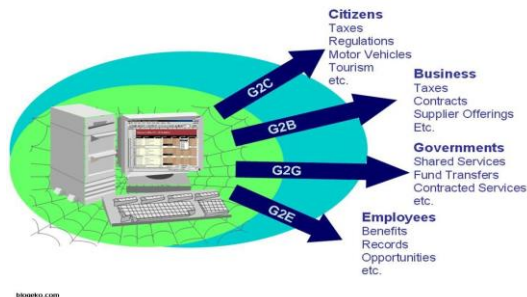 Citizens
Taxes
Regulations
Motor Vehicles
Tourism
etc.
G2C
Business
Taxes
Contracts
Supplier Offerings
Etc.
G2B
Governments
Shared Services
Fund Transfers
Contracted Services
etc.
G2G
Employees
Benefits
Records
Opportunities
etc.
G2E
blogeko.com